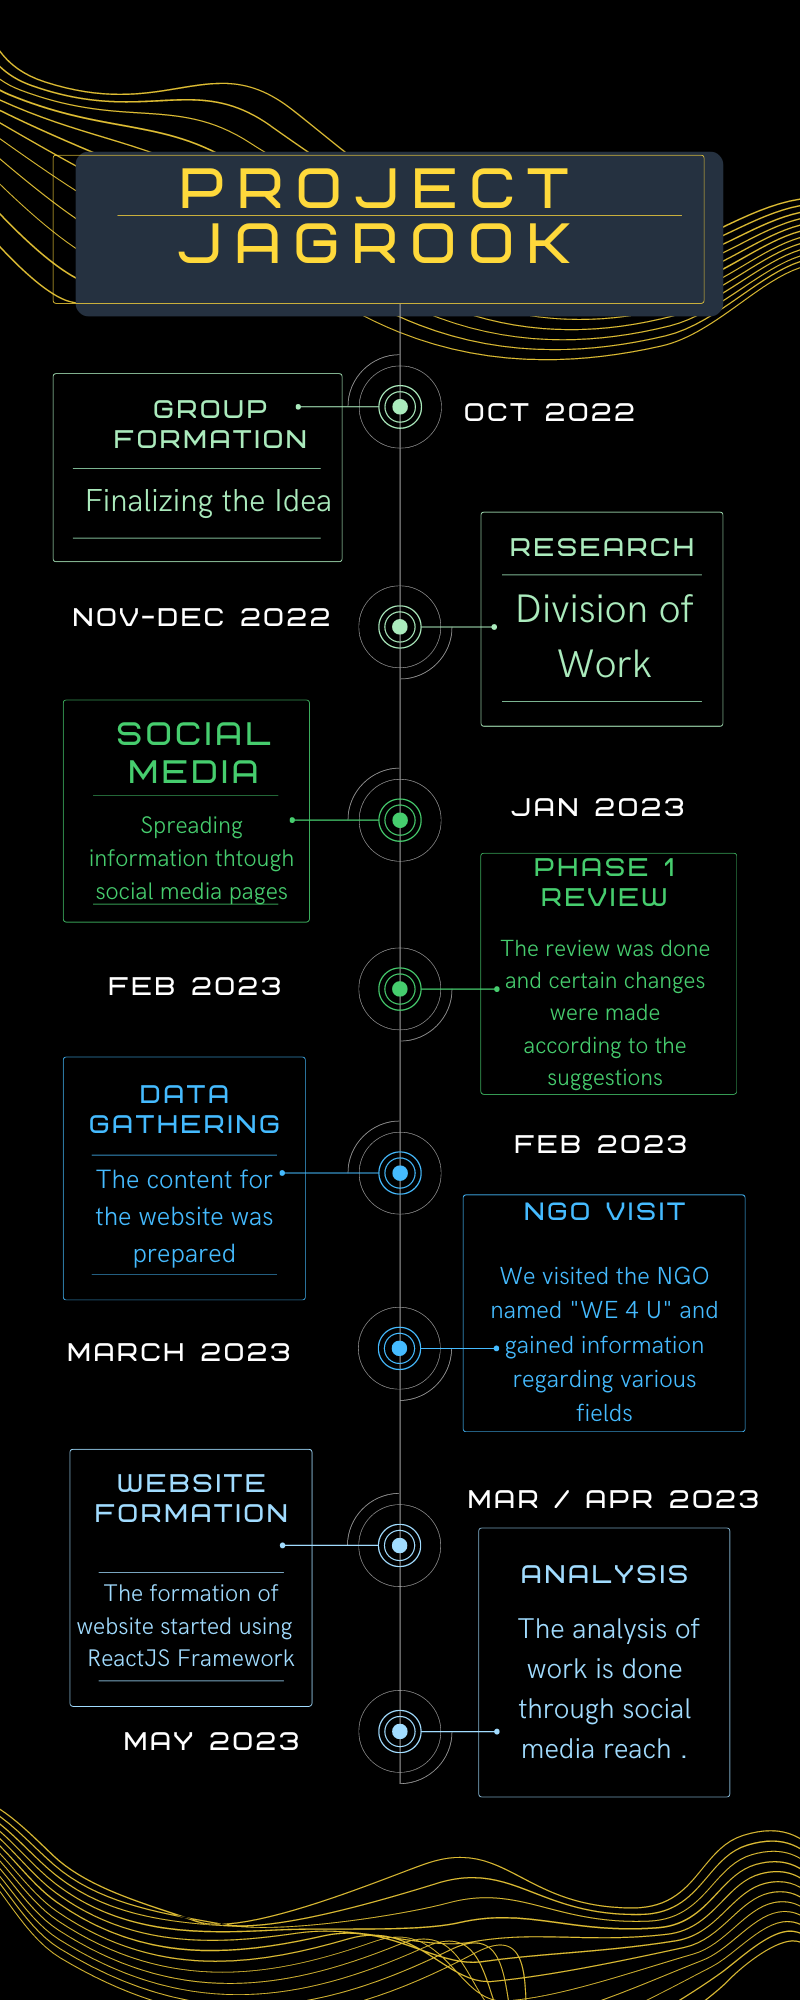 PROJECT
JAGROOK
GROUP
FORMATION
Finalizing the Idea
OCT 2022
RESEARCH
Division of
Work
NOV-DEC 2022
SOCIAL
MEDIA
Spreading
information thtough
social media pages
JAN 2023
PHASE 1
REVIEW
The review was done
and certain changes
were made
according to the
suggestions
FEB 2023
DATA
GATHERING
The content for
the website was
prepared
FEB 2023
NGO VISIT
We visited the NGO
named "WE 4 U" and
gained information
regarding various
fields
MARCH 2023
WEBSITE
FORMATION
The formation of
website started using
ReactJS Framework
MAR / APR 2023
ANALYSIS
The analysis of
work is done
through social
media reach .
MAY 2023